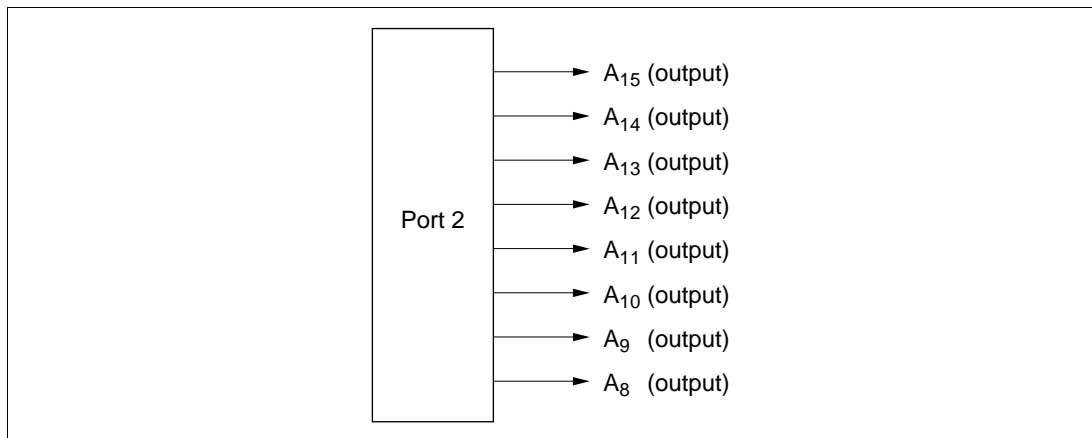 A15 (output)
A14 (output)
A13 (output)
A12 (output)
Port 2
A11 (output)
A10 (output)
A9 (output)
A8 (output)